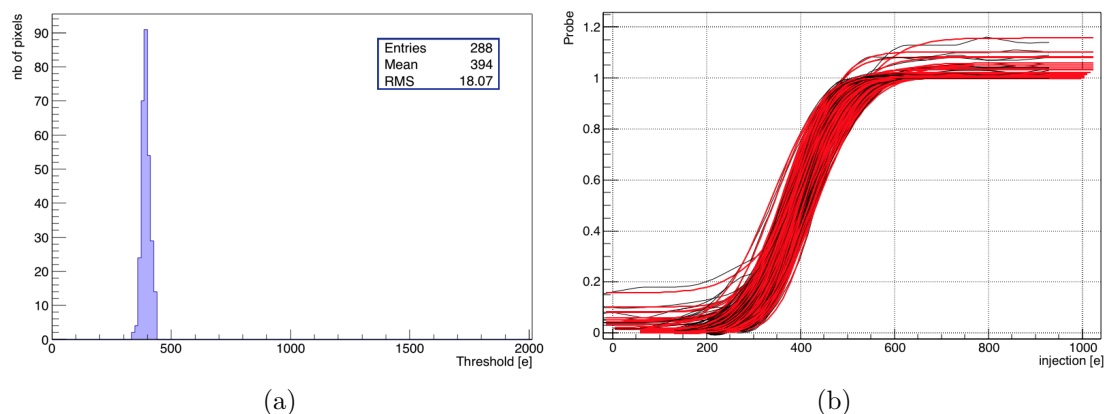 nb of pixels
90
80
70
60
50
40
30
20
10
0
Entries 288
Mean 394
RMS 18.07
0 500 1000 1500 2000
Threshold [e]
(a)
Probe
1.2
1
0.8
0.6
0.4
0.2
0
0 200 400 600 800 1000
injection [e]
(b)